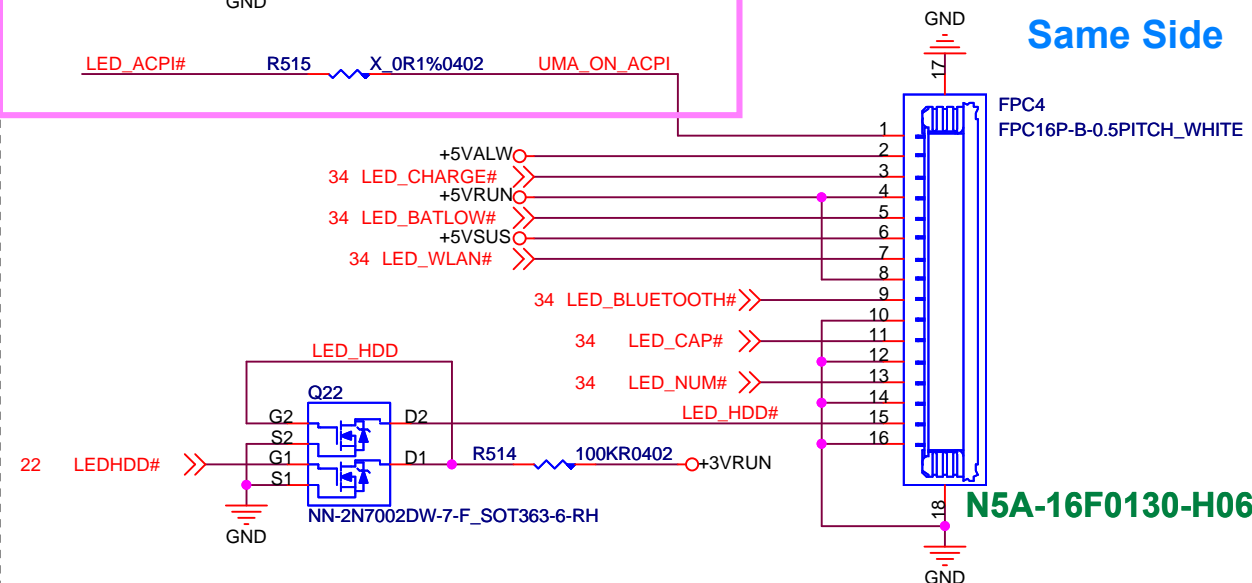 GND
GND
Same Side
LED_ACPI# R515 X_0R1%0402 UMA_ON_ACPI
17
FPC4
FPC16P-B-0.5PITCH_WHITE
1
+5VALW 2
34 LED_CHARGE# 3
+5VRUN 4
34 LED_BATLOW# 5
+5VSUS 6
34 LED_WLAN# 7
8
34 LED_BLUETOOTH# 9
10
34 LED_CAP# 11
LED_HDD 12
34 LED_NUM# 13
Q22 14
G2 D2 LED_HDD# 15
S2 16
22 LEDHDD# G1 D1 R514 100KR0402 +3VRUN
S1
NN-2N7002DW-7-F_SOT363-6-RH
18
N5A-16F0130-H06
GND
GND